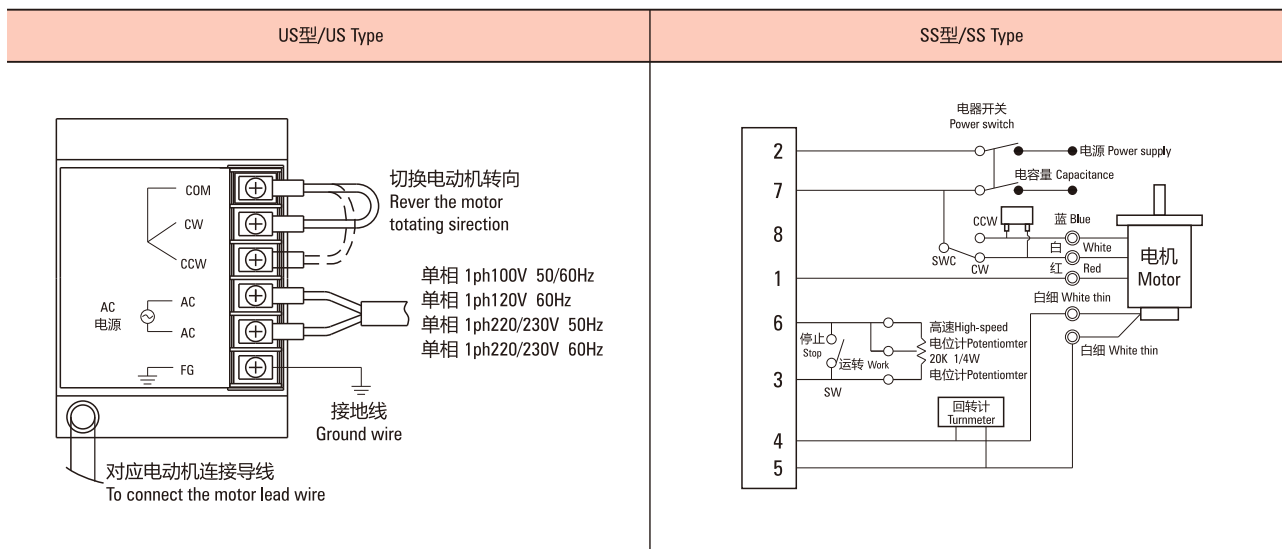 US型/US Type
SS型/SS Type
COM
CW
CCW
AC
AC
AC
电源
FG
切换电动机转向
Rever the motor
totating sirection
单相 1ph100V 50/60Hz
单相 1ph120V 60Hz
单相 1ph220/230V 50Hz
单相 1ph220/230V 60Hz
接地线
Ground wire
对应电动机连接导线
To connect the motor lead wire
电器开关
Power switch
2
电源 Power supply
电容量 Capacitance
7
CCW
蓝 Blue
8
白 White
SWC
CW
红 Red
1
电机
Motor
白细 White thin
6
高速High-speed
停止
Stop
电位计Potentiomter
20K 1/4W
运转 Work
电位计Potentiomter
白细 White thin
3
SW
回转计
Turnmeter
4
5